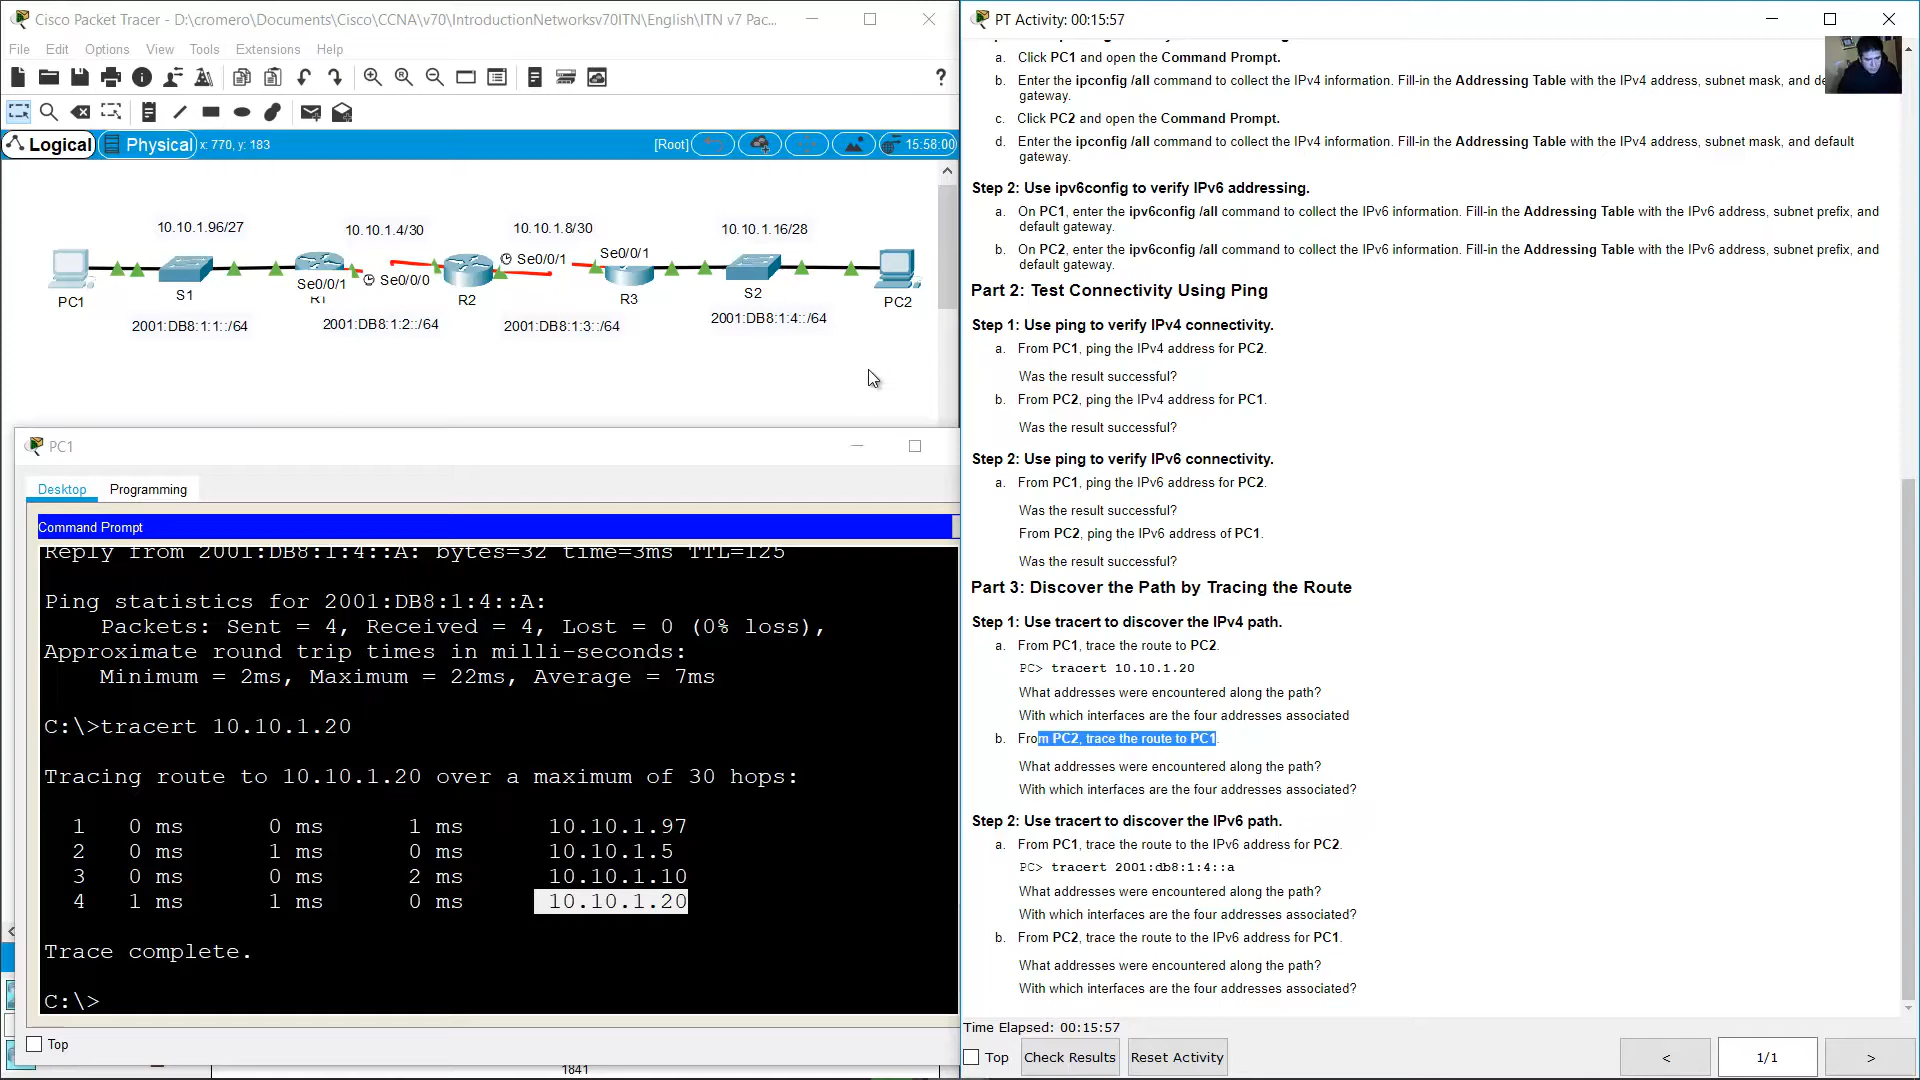 Cisco Packet Tracer - D:\cromero\Documents\Cisco\CCNA\v70\IntroductionNetworksv70ITN\English\ITN v7 Pac...
File Edit Options View Tools Extensions Help
?
Logical Physical x: 770, y: 183 [Root] 15:58:00
10.10.1.96/27
10.10.1.4/30
10.10.1.8/30
10.10.1.16/28
Se0/0/1
Se0/0/0
Se0/0/1
Se0/0/1
PC1
S1
R1
R2
R3
S2
PC2
2001:DB8:1:1::/64
2001:DB8:1:2::/64
2001:DB8:1:3::/64
2001:DB8:1:4::/64
PC1
Desktop Programming
Command Prompt
Reply from 2001:DB8:1:4::A: bytes=32 time=3ms TTL=125
Ping statistics for 2001:DB8:1:4::A:
Packets: Sent = 4, Received = 4, Lost = 0 (0% loss),
Approximate round trip times in milli-seconds:
Minimum = 2ms, Maximum = 22ms, Average = 7ms
C:\>tracert 10.10.1.20
Tracing route to 10.10.1.20 over a maximum of 30 hops:
1 0 ms 0 ms 1 ms 10.10.1.97
2 0 ms 1 ms 0 ms 10.10.1.5
3 0 ms 0 ms 2 ms 10.10.1.10
4 1 ms 1 ms 0 ms 10.10.1.20
Trace complete.
C:\>
Top
1841
PT Activity: 00:15:57
a. Click PC1 and open the Command Prompt.
b. Enter the ipconfig /all command to collect the IPv4 information. Fill-in the Addressing Table with the IPv4 address, subnet mask, and
gateway.
c. Click PC2 and open the Command Prompt.
d. Enter the ipconfig /all command to collect the IPv4 information. Fill-in the Addressing Table with the IPv4 address, subnet mask, and default
gateway.
Step 2: Use ipv6config to verify IPv6 addressing.
a. On PC1, enter the ipv6config /all command to collect the IPv6 information. Fill-in the Addressing Table with the IPv6 address, subnet prefix, and
default gateway.
b. On PC2, enter the ipv6config /all command to collect the IPv6 information. Fill-in the Addressing Table with the IPv6 address, subnet prefix, and
default gateway.
Part 2: Test Connectivity Using Ping
Step 1: Use ping to verify IPv4 connectivity.
a. From PC1, ping the IPv4 address for PC2.
Was the result successful?
b. From PC2, ping the IPv4 address for PC1.
Was the result successful?
Step 2: Use ping to verify IPv6 connectivity.
a. From PC1, ping the IPv6 address for PC2.
Was the result successful?
From PC2, ping the IPv6 address of PC1.
Was the result successful?
Part 3: Discover the Path by Tracing the Route
Step 1: Use tracert to discover the IPv4 path.
a. From PC1, trace the route to PC2.
PC> tracert 10.10.1.20
What addresses were encountered along the path?
With which interfaces are the four addresses associated
b. From PC2, trace the route to PC1.
What addresses were encountered along the path?
With which interfaces are the four addresses associated?
Step 2: Use tracert to discover the IPv6 path.
a. From PC1, trace the route to the IPv6 address for PC2.
PC> tracert 2001:db8:1:4::a
What addresses were encountered along the path?
With which interfaces are the four addresses associated?
b. From PC2, trace the route to the IPv6 address for PC1.
What addresses were encountered along the path?
With which interfaces are the four addresses associated?
Time Elapsed: 00:15:57
Top Check Results Reset Activity < 1/1 >